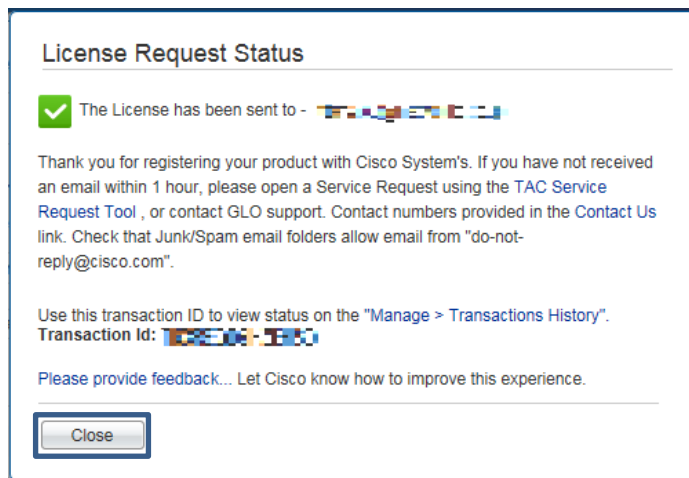 License Request Status
The License has been sent to -
Thank you for registering your product with Cisco System's. If you have not received
an email within 1 hour, please open a Service Request using the TAC Service
Request Tool , or contact GLO support. Contact numbers provided in the Contact Us
link. Check that Junk/Spam email folders allow email from "do-not-
reply@cisco.com".
Use this transaction ID to view status on the "Manage > Transactions History".
Transaction Id:
Please provide feedback... Let Cisco know how to improve this experience.
Close